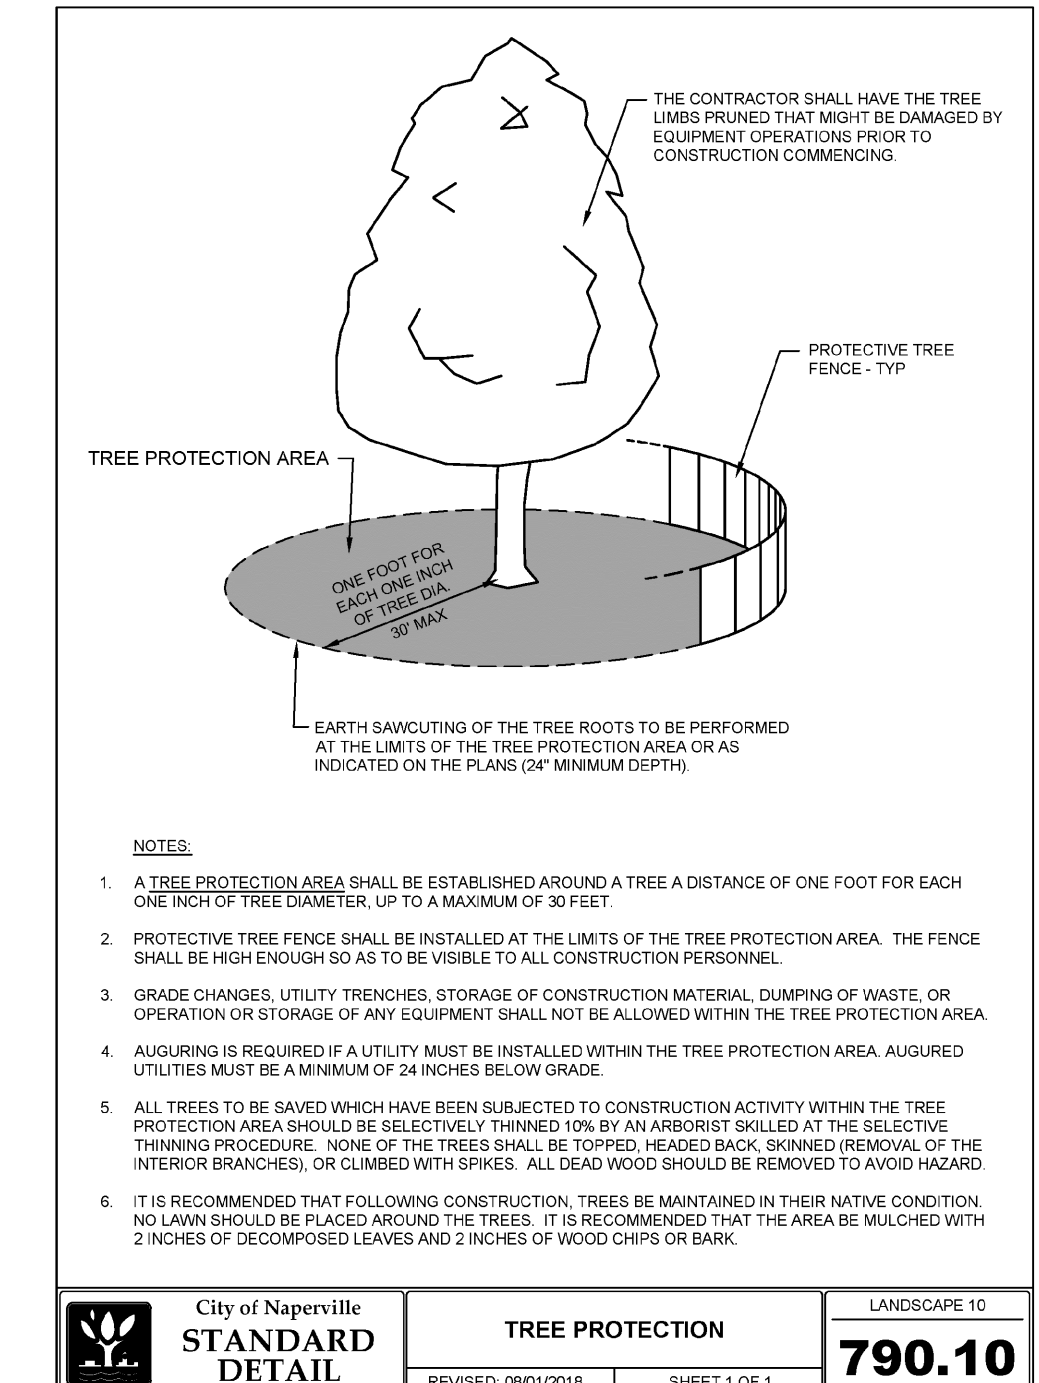 THE CONTRACTOR SHALL HAVE THE TREE
LIMBS PRUNED THAT MIGHT BE DAMAGED BY
EQUIPMENT OPERATIONS PRIOR TO
CONSTRUCTION COMMENCING.
PROTECTIVE TREE
FENCE - TYP
TREE PROTECTION AREA
ONE FOOT FOR
EACH ONE INCH
OF TREE DIA.
30' MAX
EARTH SAWCUTING OF THE TREE ROOTS TO BE PERFORMED
AT THE LIMITS OF THE TREE PROTECTION AREA OR AS
INDICATED ON THE PLANS (24" MINIMUM DEPTH).
NOTES:
1. A TREE PROTECTION AREA SHALL BE ESTABLISHED AROUND A TREE A DISTANCE OF ONE FOOT FOR EACH
ONE INCH OF TREE DIAMETER, UP TO A MAXIMUM OF 30 FEET.
2. PROTECTIVE TREE FENCE SHALL BE INSTALLED AT THE LIMITS OF THE TREE PROTECTION AREA. THE FENCE
SHALL BE HIGH ENOUGH SO AS TO BE VISIBLE TO ALL CONSTRUCTION PERSONNEL.
3. GRADE CHANGES, UTILITY TRENCHES, STORAGE OF CONSTRUCTION MATERIAL, DUMPING OF WASTE, OR
OPERATION OR STORAGE OF ANY EQUIPMENT SHALL NOT BE ALLOWED WITHIN THE TREE PROTECTION AREA.
4. AUGURING IS REQUIRED IF A UTILITY MUST BE INSTALLED WITHIN THE TREE PROTECTION AREA. AUGURED
UTILITIES MUST BE A MINIMUM OF 24 INCHES BELOW GRADE.
5. ALL TREES TO BE SAVED WHICH HAVE BEEN SUBJECTED TO CONSTRUCTION ACTIVITY WITHIN THE TREE
PROTECTION AREA SHOULD BE SELECTIVELY THINNED 10% BY AN ARBORIST SKILLED AT THE SELECTIVE
THINNING PROCEDURE. NONE OF THE TREES SHALL BE TOPPED, HEADED BACK, SKINNED (REMOVAL OF THE
INTERIOR BRANCHES), OR CLIMBED WITH SPIKES. ALL DEAD WOOD SHOULD BE REMOVED TO AVOID HAZARD.
6. IT IS RECOMMENDED THAT FOLLOWING CONSTRUCTION, TREES BE MAINTAINED IN THEIR NATIVE CONDITION.
NO LAWN SHOULD BE PLACED AROUND THE TREES. IT IS RECOMMENDED THAT THE AREA BE MULCHED WITH
2 INCHES OF DECOMPOSED LEAVES AND 2 INCHES OF WOOD CHIPS OR BARK.
City of Naperville
STANDARD
DETAIL
TREE PROTECTION
REVISED: 08/01/2018
SHEET 1 OF 1
LANDSCAPE 10
790.10